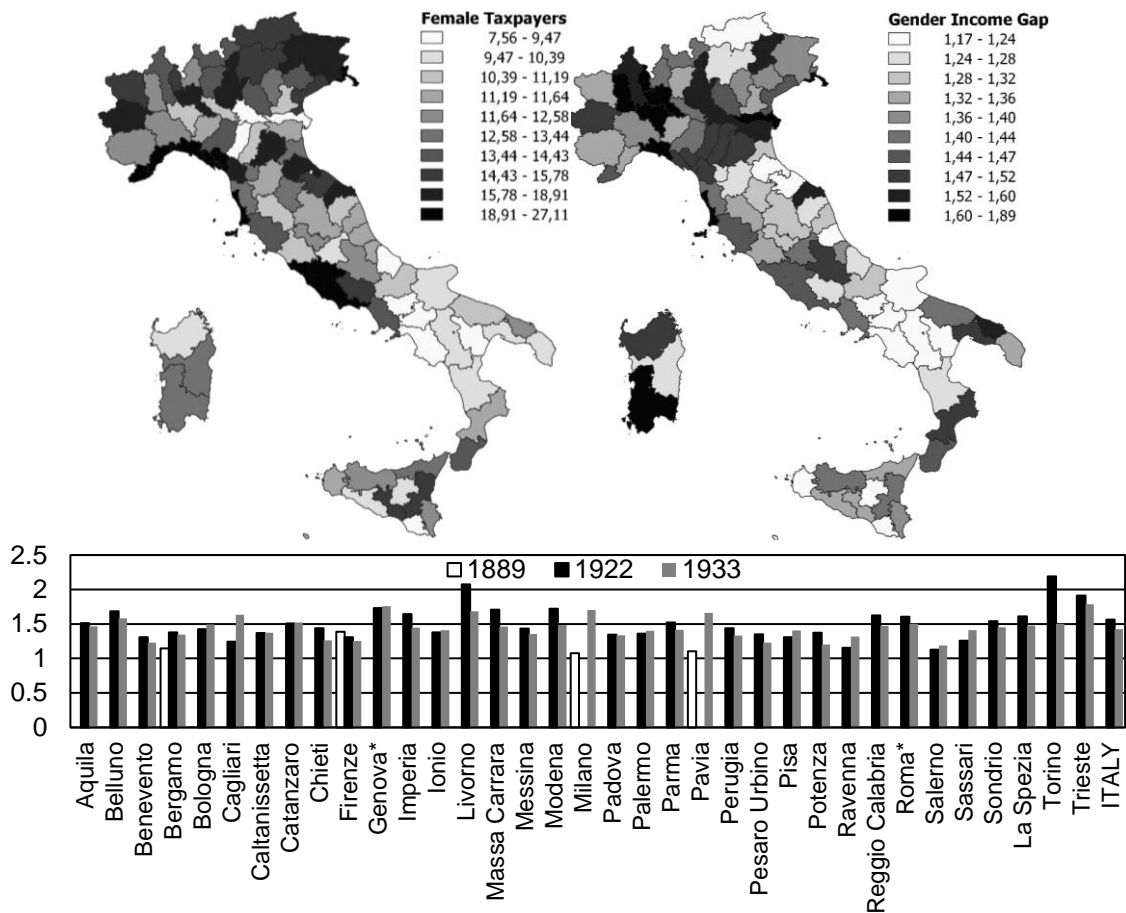 Female Taxpayers
7,56 - 9,47
9,47 - 10,39
10,39 - 11,19
11,19 - 11,64
11,64 - 12,58
12,58 - 13,44
13,44 - 14,43
14,43 - 15,78
15,78 - 18,91
18,91 - 27,11
Gender Income Gap
1,17 - 1,24
1,24 - 1,28
1,28 - 1,32
1,32 - 1,36
1,36 - 1,40
1,40 - 1,44
1,44 - 1,47
1,47 - 1,52
1,52 - 1,60
1,60 - 1,89
2.5
2
1.5
1
0.5
0
1889 1922 1933
Aquila
Belluno
Benevento
Bergamo
Bologna
Cagliari
Caltanissetta
Catanzaro
Chieti
Firenze
Genova*
Imperia
Ionio
Livorno
Massa Carrara
Messina
Modena
Milano
Padova
Palermo
Parma
Pavia
Perugia
Pesaro Urbino
Pisa
Potenza
Ravenna
Reggio Calabria
Roma*
Salerno
Sassari
Sondrio
La Spezia
Torino
Trieste
ITALY